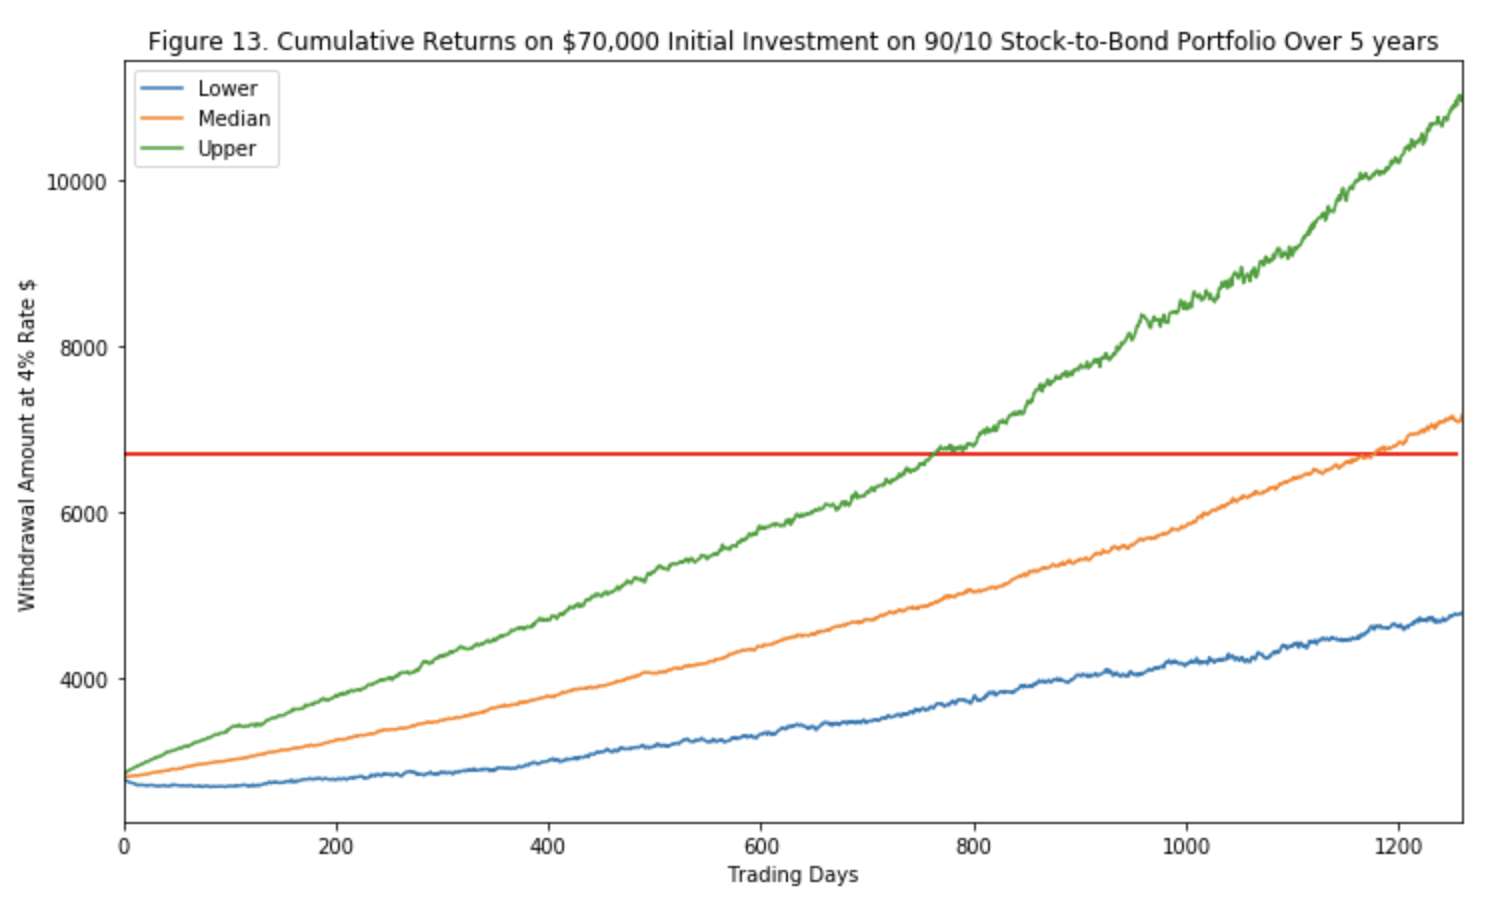 Figure 13. Cumulative Returns on $70,000 Initial Investment on 90/10 Stock-to-Bond Portfolio Over 5 years
Lower
Median
Upper
10000
8000
6000
4000
Withdrawal Amount at 4% Rate $
0
200
400
600
800
1000
1200
Trading Days